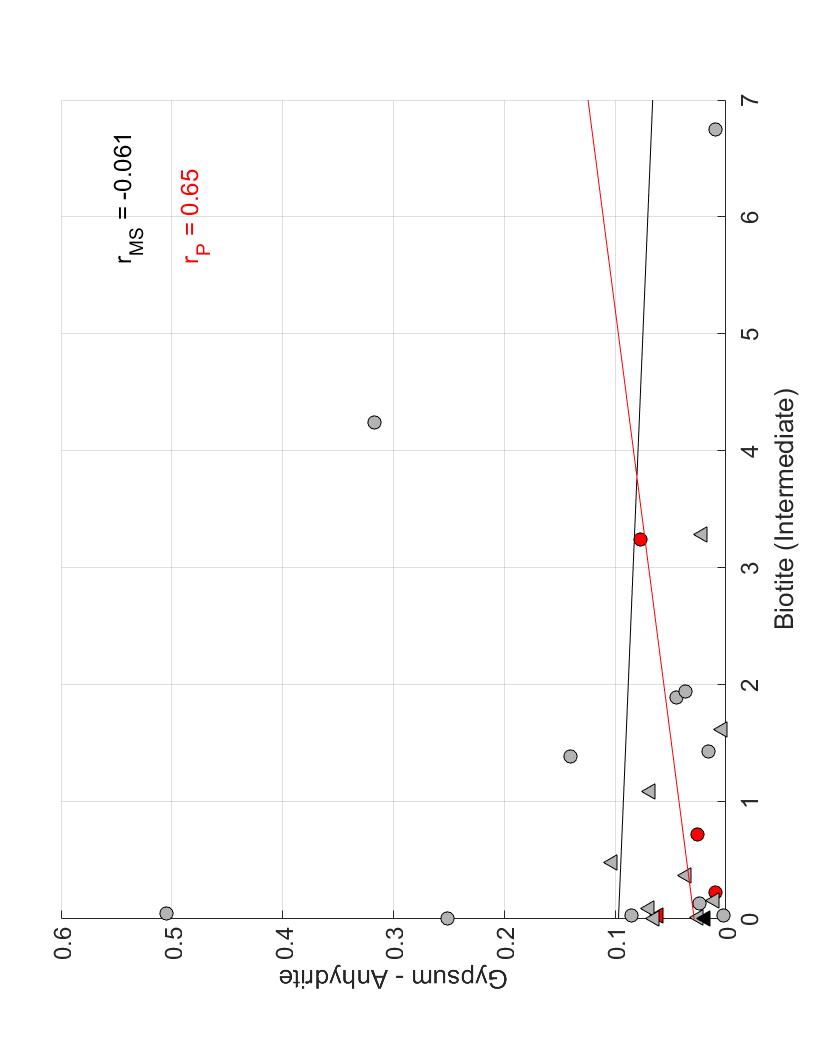 0.6
0.5
0.4
0.3
0.2
0.1
0
Gypsum - Anhydrite
r_MS = -0.061
r_P = 0.65
0 1 2 3 4 5 6 7
Biotite (Intermediate)